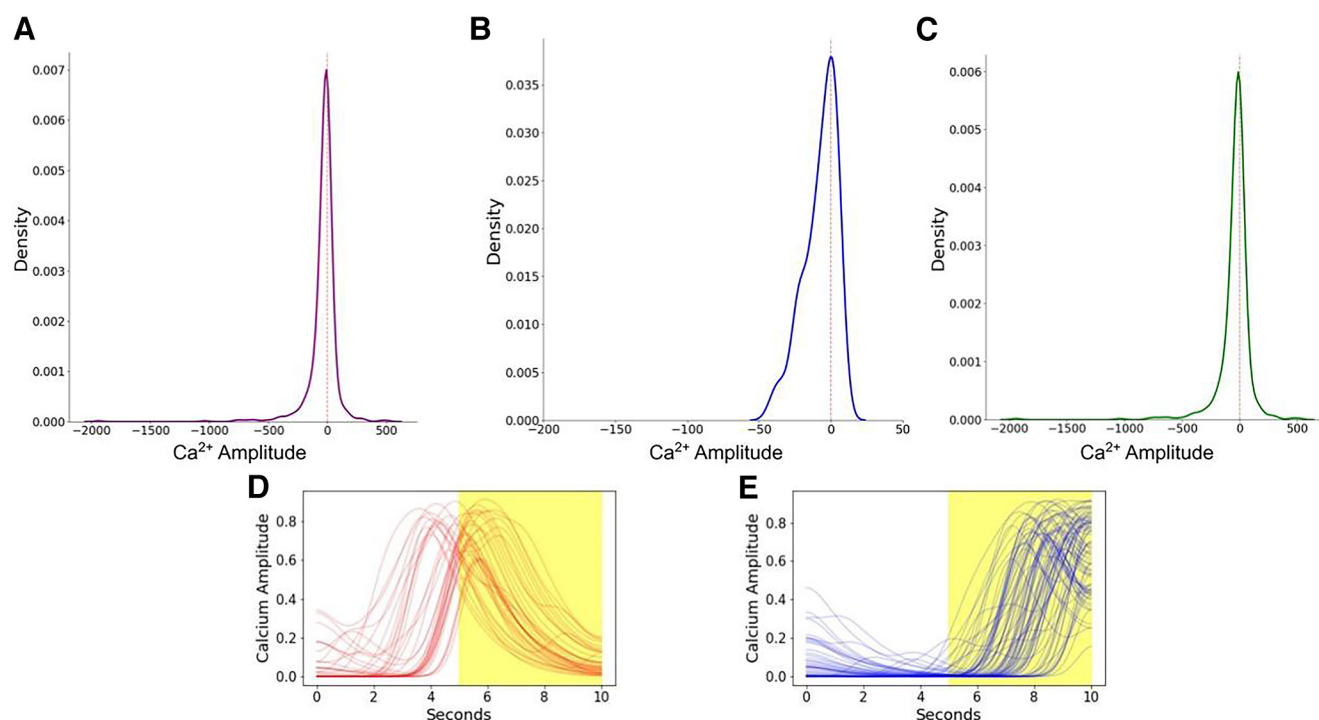 A
B
C
0.007
0.006
0.005
0.004
0.003
0.002
0.001
0.000
Density
−2000 −1500 −1000 −500 0 500
Ca²⁺ Amplitude
0.035
0.030
0.025
0.020
0.015
0.010
0.005
0.000
Density
−200 −150 −100 −50 0 50
Ca²⁺ Amplitude
0.006
0.005
0.004
0.003
0.002
0.001
0.000
Density
−2000 −1500 −1000 −500 0 500
Ca²⁺ Amplitude
D
0.8
0.6
0.4
0.2
0.0
Calcium Amplitude
0 2 4 6 8 10
Seconds
E
0.8
0.6
0.4
0.2
0.0
Calcium Amplitude
0 2 4 6 8 10
Seconds